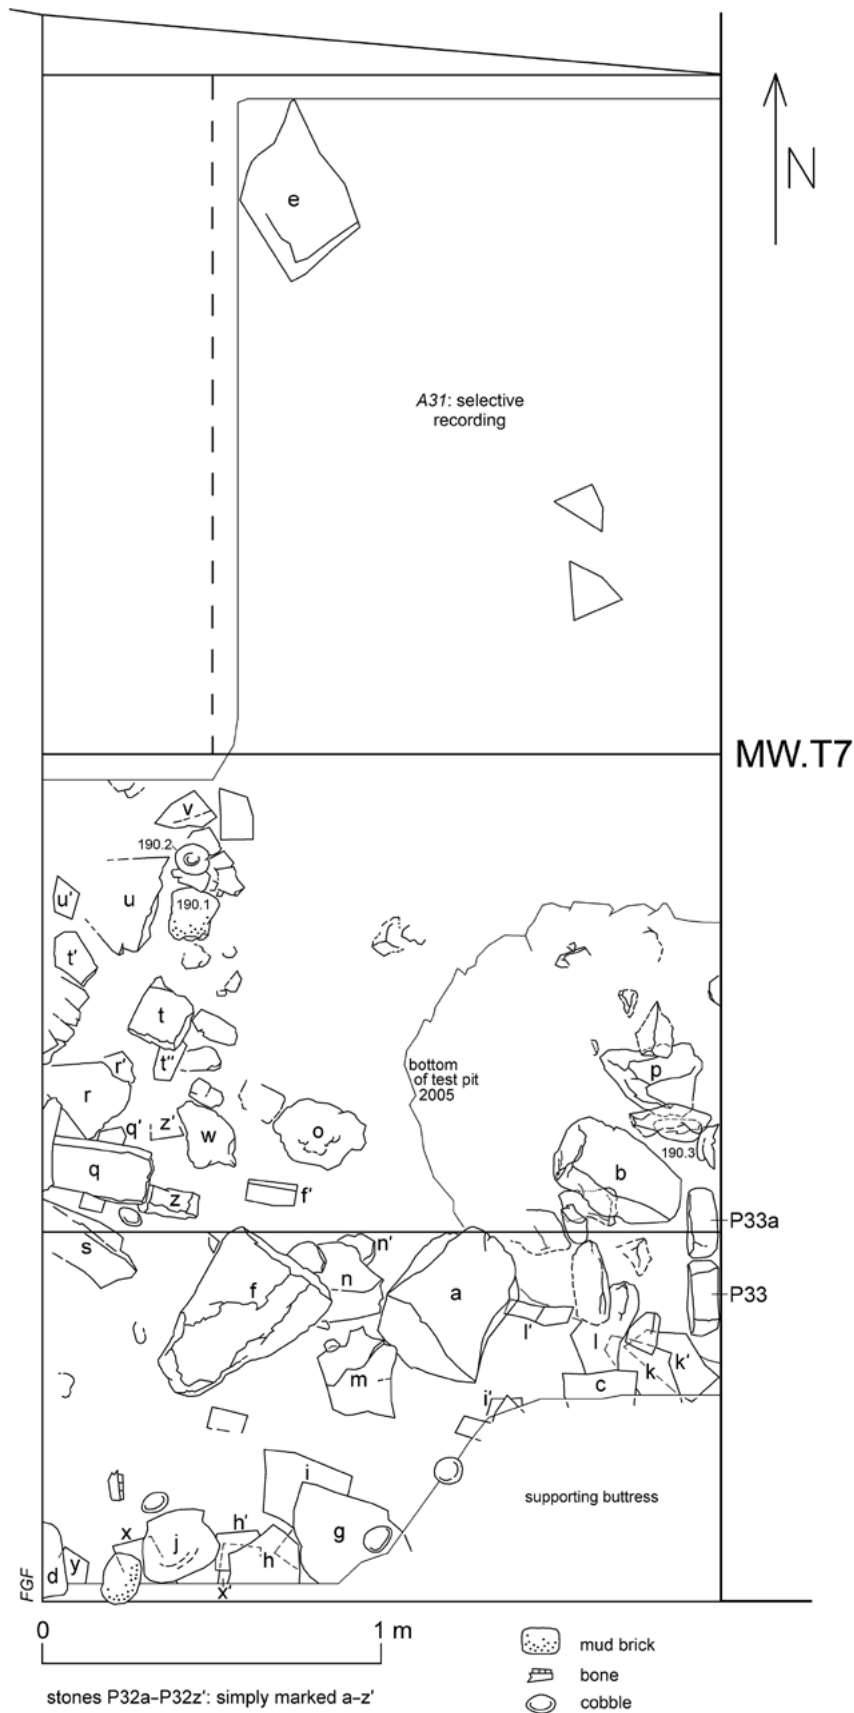 N
e
A31: selective
recording
MW.T7
v
190.2
u'
u
190.1
t'
t
bottom
of test pit
2005
t''
r'
p
r
q'
z'
w
o
190.3
q
b
z
f'
P33a
s
n'
f
n
a
P33
l'
l
m
k
k'
c
i'
i
supporting buttress
g
x
h'
j
h
d
y
x'
FGF
0
1 m
mud brick
bone
stones P32a–P32z': simply marked a–z'
cobble